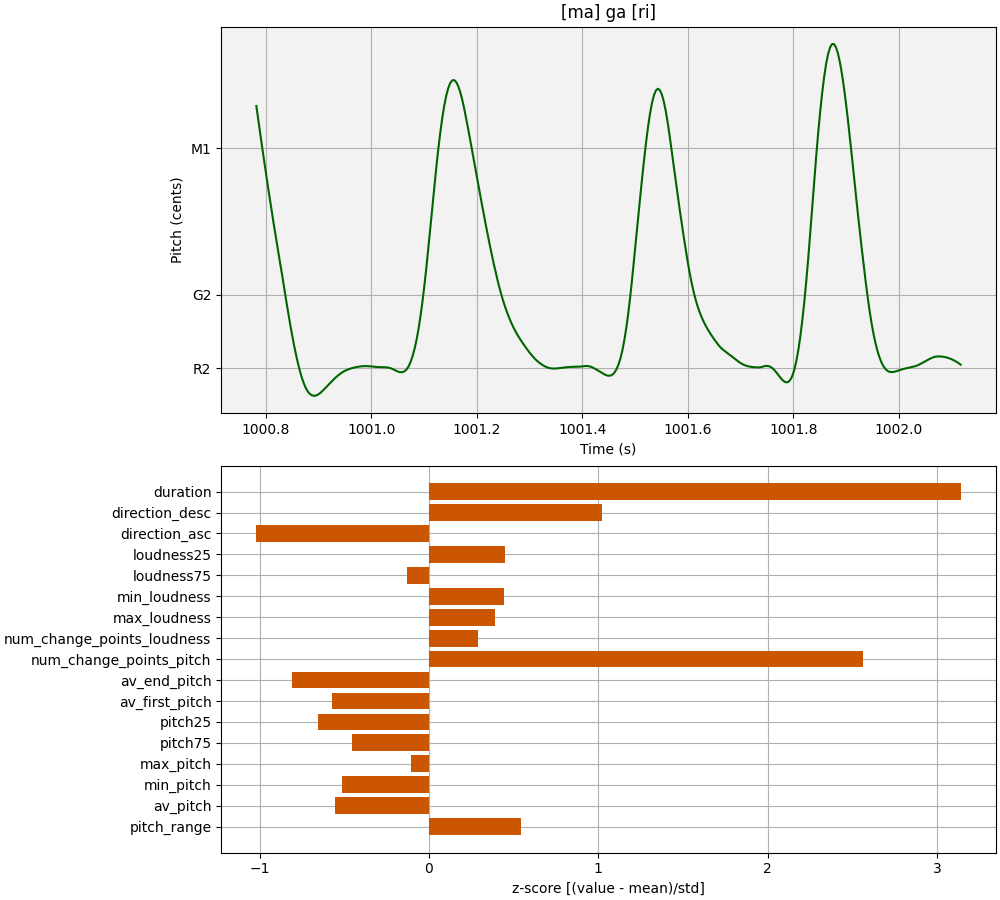 [ma] ga [ri]
M1
G2
R2
Pitch (cents)
1000.8 1001.0 1001.2 1001.4 1001.6 1001.8 1002.0
Time (s)
duration
direction_desc
direction_asc
loudness25
loudness75
min_loudness
max_loudness
num_change_points_loudness
num_change_points_pitch
av_end_pitch
av_first_pitch
pitch25
pitch75
max_pitch
min_pitch
av_pitch
pitch_range
−1 0 1 2 3
z-score [(value - mean)/std]